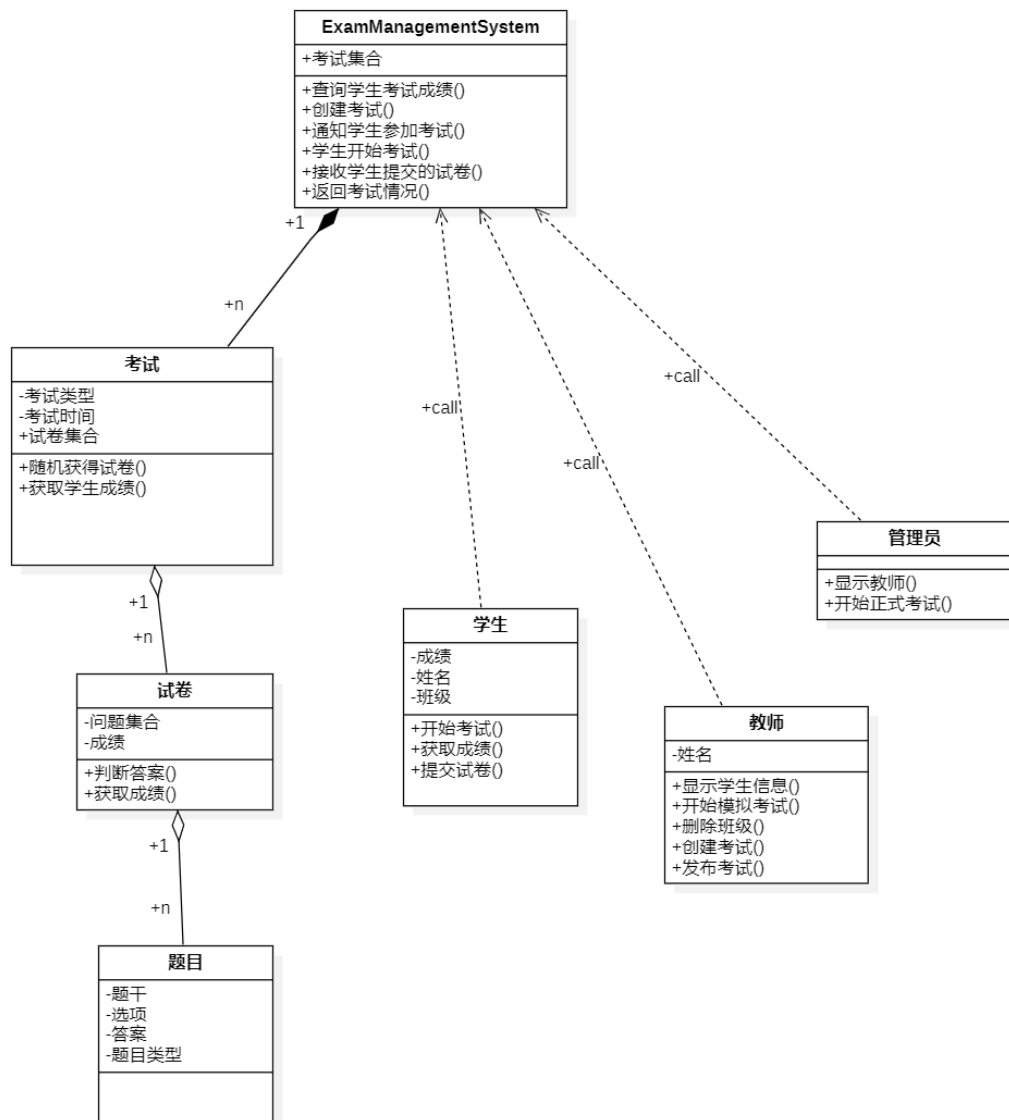 ExamManagementSystem
+考试集合
+查询学生考试成绩()
+创建考试()
+通知学生参加考试()
+学生开始考试()
+接收学生提交的试卷()
+返回考试情况()
+1
+n
考试
-考试类型
-考试时间
+试卷集合
+随机获得试卷()
+获取学生成绩()
+1
+n
试卷
-问题集合
-成绩
+判断答案()
+获取成绩()
+1
+n
题目
-题干
-选项
-答案
-题目类型
+call
学生
-成绩
-姓名
-班级
+开始考试()
+获取成绩()
+提交试卷()
+call
教师
-姓名
+显示学生信息()
+开始模拟考试()
+删除班级()
+创建考试()
+发布考试()
+call
管理员
+显示教师()
+开始正式考试()